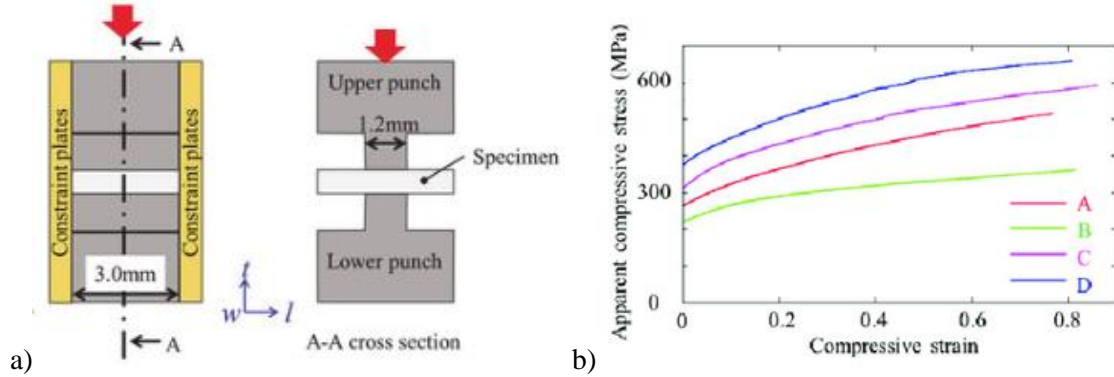 A
Constraint plates
Constraint plates
3.0mm
A
t
w
l
Upper punch
1.2mm
Specimen
Lower punch
A-A cross section
a)
Apparent compressive stress (MPa)
600
300
0
0
0.2
0.4
0.6
0.8
Compressive strain
A
B
C
D
b)